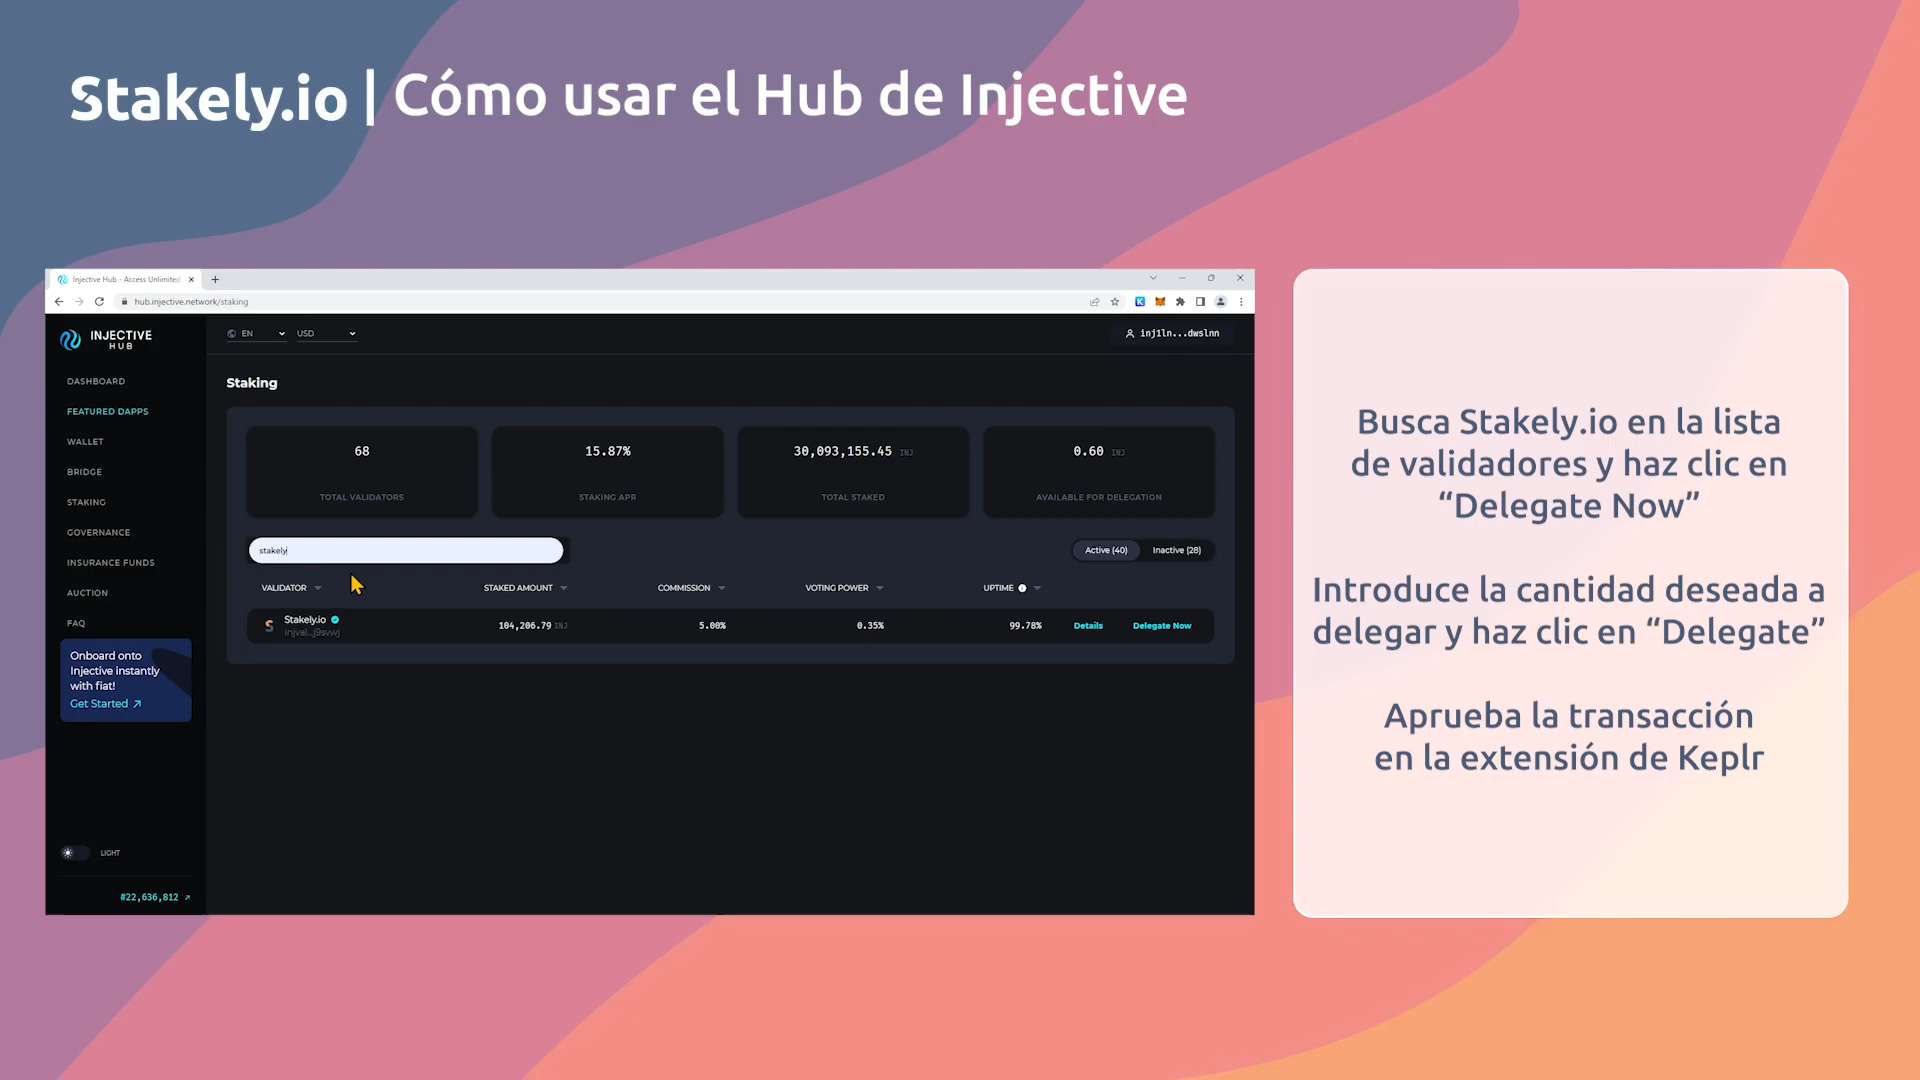 Stakely.io | Cómo usar el Hub de Injective
Injective Hub - Access Unlimited
hub.injective.network/staking
INJECTIVE
HUB
EN
USD
inj1ln...dwslnn
DASHBOARD
FEATURED DAPPS
WALLET
BRIDGE
STAKING
GOVERNANCE
INSURANCE FUNDS
AUCTION
FAQ
Onboard onto
Injective instantly
with fiat!
Get Started
LIGHT
#22,636,812
Staking
68
TOTAL VALIDATORS
15.87%
STAKING APR
30,093,155.45 INJ
TOTAL STAKED
0.60 INJ
AVAILABLE FOR DELEGATION
stakely
Active (40)
Inactive (28)
VALIDATOR STAKED AMOUNT COMMISSION VOTING POWER UPTIME
Stakely.io 104,206.79 INJ 5.00% 0.35% 99.78% Details Delegate Now
injval...j9svwj
Busca Stakely.io en la lista
de validadores y haz clic en
“Delegate Now”
Introduce la cantidad deseada a
delegar y haz clic en “Delegate”
Aprueba la transacción
en la extensión de Keplr